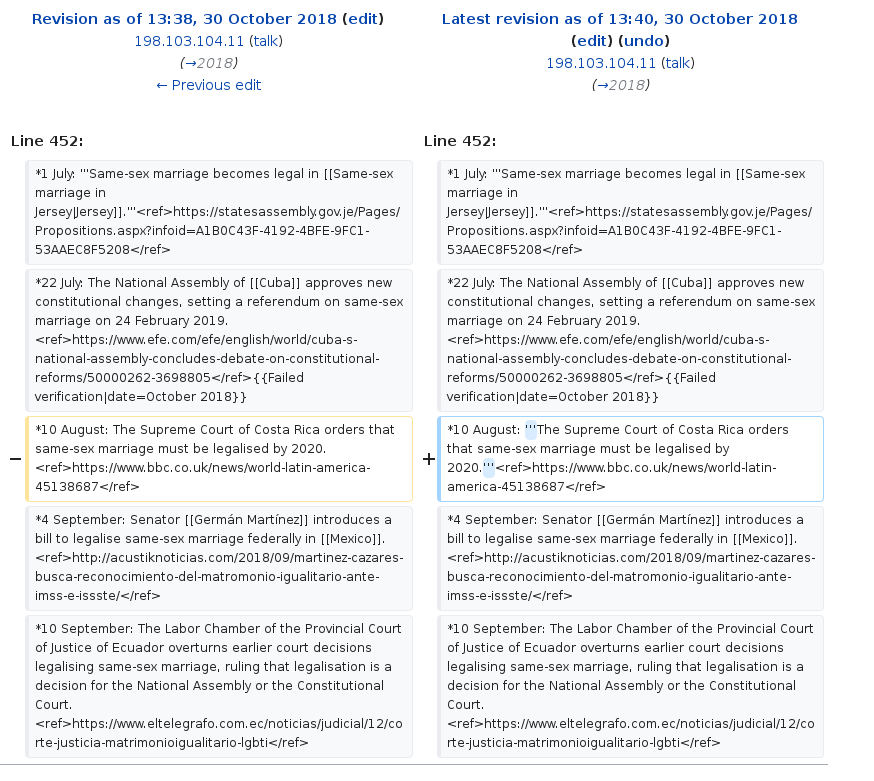 Revision as of 13:38, 30 October 2018 (edit)
198.103.104.11 (talk)
(→2018)
← Previous edit
Latest revision as of 13:40, 30 October 2018
(edit) (undo)
198.103.104.11 (talk)
(→2018)
Line 452:
Line 452:
*1 July: '''Same-sex marriage becomes legal in [[Same-sex
marriage in
Jersey|Jersey]].'''<ref>https://statesassembly.gov.je/Pages/
Propositions.aspx?infoid=A1B0C43F-4192-4BFE-9FC1-
53AAEC8F5208</ref>
*1 July: '''Same-sex marriage becomes legal in [[Same-sex
marriage in
Jersey|Jersey]].'''<ref>https://statesassembly.gov.je/Pages/
Propositions.aspx?infoid=A1B0C43F-4192-4BFE-9FC1-
53AAEC8F5208</ref>
*22 July: The National Assembly of [[Cuba]] approves new
constitutional changes, setting a referendum on same-sex
marriage on 24 February 2019.
<ref>https://www.efe.com/efe/english/world/cuba-s-
national-assembly-concludes-debate-on-constitutional-
reforms/50000262-3698805</ref>{{Failed
verification|date=October 2018}}
*22 July: The National Assembly of [[Cuba]] approves new
constitutional changes, setting a referendum on same-sex
marriage on 24 February 2019.
<ref>https://www.efe.com/efe/english/world/cuba-s-
national-assembly-concludes-debate-on-constitutional-
reforms/50000262-3698805</ref>{{Failed
verification|date=October 2018}}
−
*10 August: The Supreme Court of Costa Rica orders that
same-sex marriage must be legalised by 2020.
<ref>https://www.bbc.co.uk/news/world-latin-america-
45138687</ref>
+
*10 August: '''The Supreme Court of Costa Rica orders
that same-sex marriage must be legalised by
2020.'''<ref>https://www.bbc.co.uk/news/world-latin-
america-45138687</ref>
*4 September: Senator [[Germán Martínez]] introduces a
bill to legalise same-sex marriage federally in [[Mexico]].
<ref>http://acustiknoticias.com/2018/09/martinez-cazares-
busca-reconocimiento-del-matromonio-igualitario-ante-
imss-e-issste/</ref>
*4 September: Senator [[Germán Martínez]] introduces a
bill to legalise same-sex marriage federally in [[Mexico]].
<ref>http://acustiknoticias.com/2018/09/martinez-cazares-
busca-reconocimiento-del-matromonio-igualitario-ante-
imss-e-issste/</ref>
*10 September: The Labor Chamber of the Provincial Court
of Justice of Ecuador overturns earlier court decisions
legalising same-sex marriage, ruling that legalisation is a
decision for the National Assembly or the Constitutional
Court.
<ref>https://www.eltelegrafo.com.ec/noticias/judicial/12/co
rte-justicia-matrimonioigualitario-lgbti</ref>
*10 September: The Labor Chamber of the Provincial Court
of Justice of Ecuador overturns earlier court decisions
legalising same-sex marriage, ruling that legalisation is a
decision for the National Assembly or the Constitutional
Court.
<ref>https://www.eltelegrafo.com.ec/noticias/judicial/12/co
rte-justicia-matrimonioigualitario-lgbti</ref>